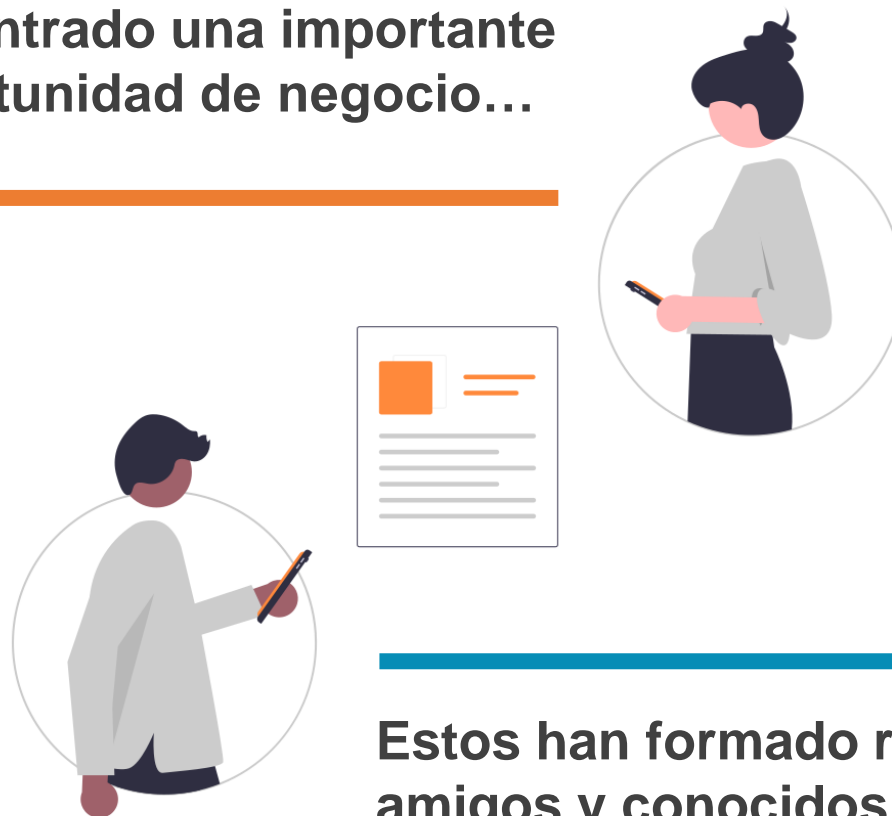 ntrado una importante
tunidad de negocio…
Estos han formado r
amigos y conocidos